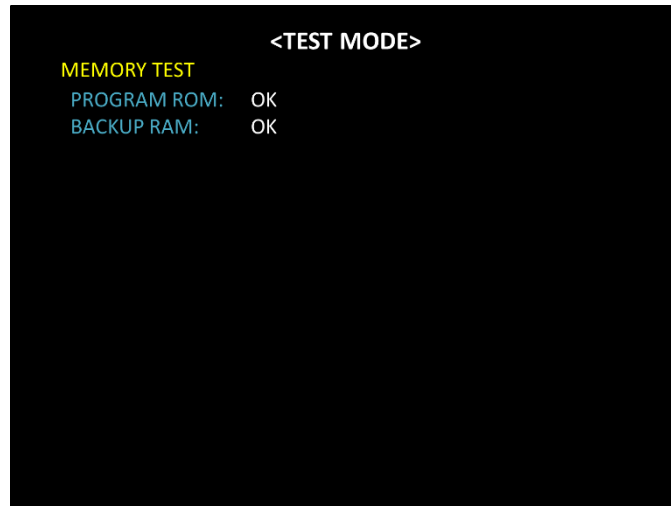 <TEST MODE>
MEMORY TEST
PROGRAM ROM: OK
BACKUP RAM: OK